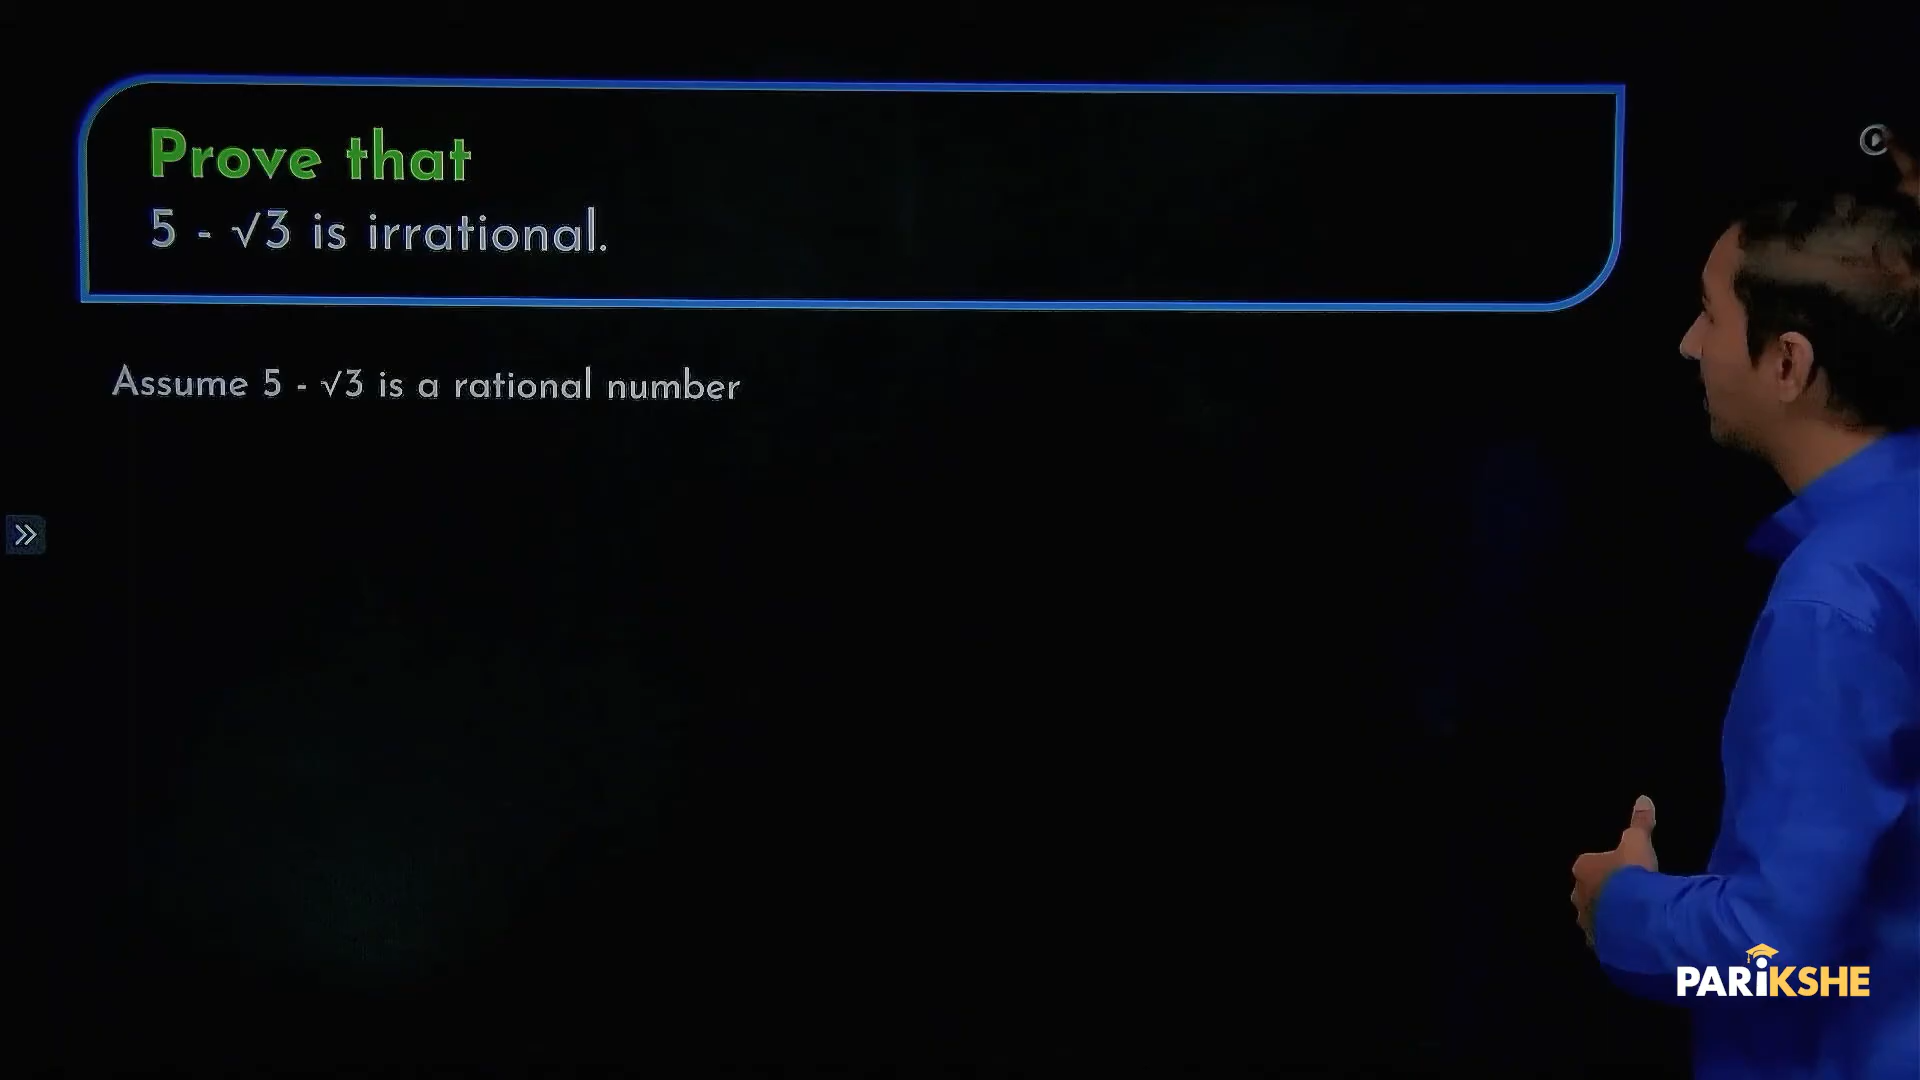 Prove that
5 - √3 is irrational.
Assume 5 - √3 is a rational number
PARiKSHE